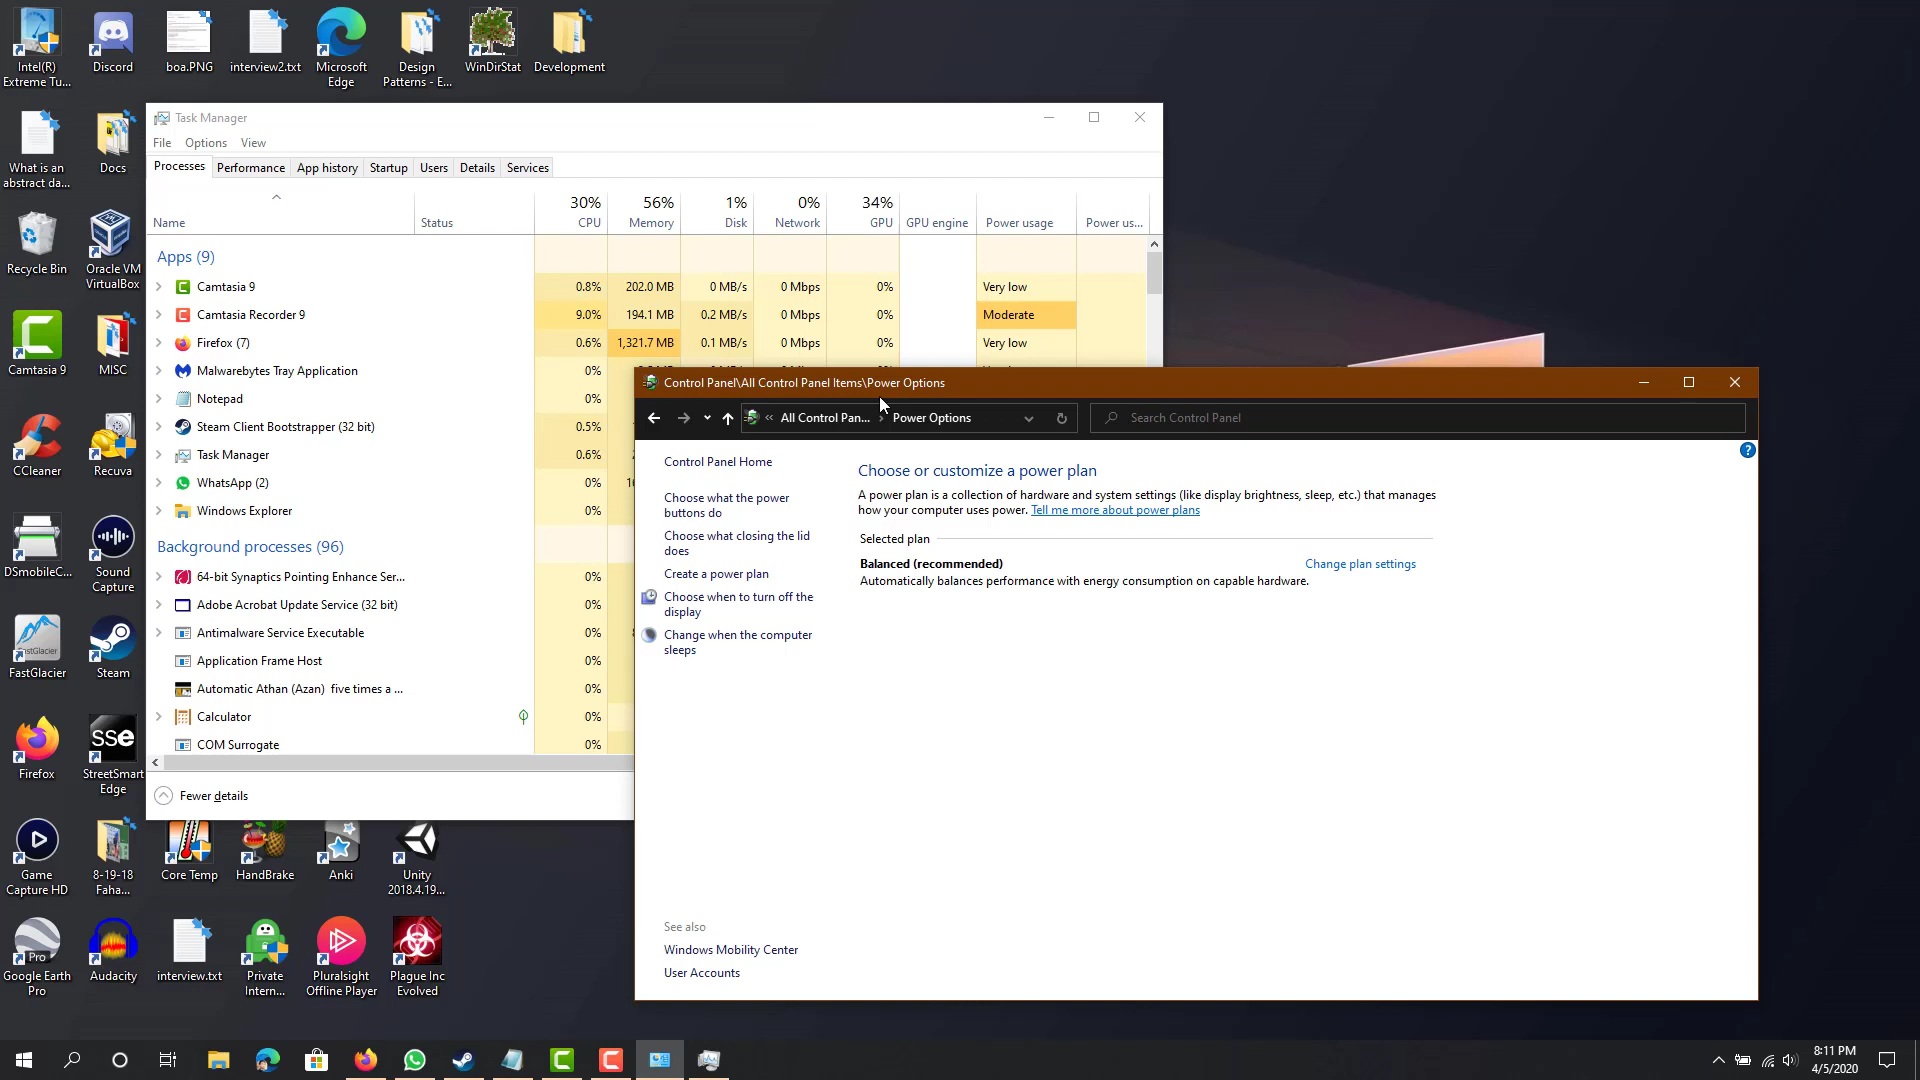 Intel(R)
Extreme Tu...
Discord
boa.PNG
interview2.txt
Microsoft
Edge
Design
Patterns - E...
WinDirStat
Development
What is an
abstract da...
Docs
Recycle Bin
Oracle VM
VirtualBox
Camtasia 9
MISC
CCleaner
Recuva
DSmobileC...
Sound
Capture
FastGlacier
Steam
Firefox
StreetSmart
Edge
Game
Capture HD
8-19-18
Faha...
Core Temp
HandBrake
Anki
Unity
2018.4.19...
Google Earth
Pro
Audacity
interview.txt
Private
Intern...
Pluralsight
Offline Player
Plague Inc
Evolved
Task Manager
File Options View
Processes Performance App history Startup Users Details Services
30% 56% 1% 0% 34%
Name Status CPU Memory Disk Network GPU GPU engine Power usage Power us...
Apps (9)
Camtasia 9 0.8% 202.0 MB 0 MB/s 0 Mbps 0% Very low
Camtasia Recorder 9 9.0% 194.1 MB 0.2 MB/s 0 Mbps 0% Moderate
Firefox (7) 0.6% 1,321.7 MB 0.1 MB/s 0 Mbps 0% Very low
Malwarebytes Tray Application 0%
Notepad 0%
Steam Client Bootstrapper (32 bit) 0.5%
Task Manager 0.6%
WhatsApp (2) 0%
Windows Explorer 0%
Background processes (96)
64-bit Synaptics Pointing Enhance Ser... 0%
Adobe Acrobat Update Service (32 bit) 0%
Antimalware Service Executable 0%
Application Frame Host 0%
Automatic Athan (Azan) five times a ... 0%
Calculator 0%
COM Surrogate 0%
Fewer details
Control Panel\All Control Panel Items\Power Options
« All Control Pan... › Power Options
Search Control Panel
Control Panel Home
Choose what the power
buttons do
Choose what closing the lid
does
Create a power plan
Choose when to turn off the
display
Change when the computer
sleeps
See also
Windows Mobility Center
User Accounts
Choose or customize a power plan
A power plan is a collection of hardware and system settings (like display brightness, sleep, etc.) that manages
how your computer uses power. Tell me more about power plans
Selected plan
Balanced (recommended) Change plan settings
Automatically balances performance with energy consumption on capable hardware.
8:11 PM
4/5/2020